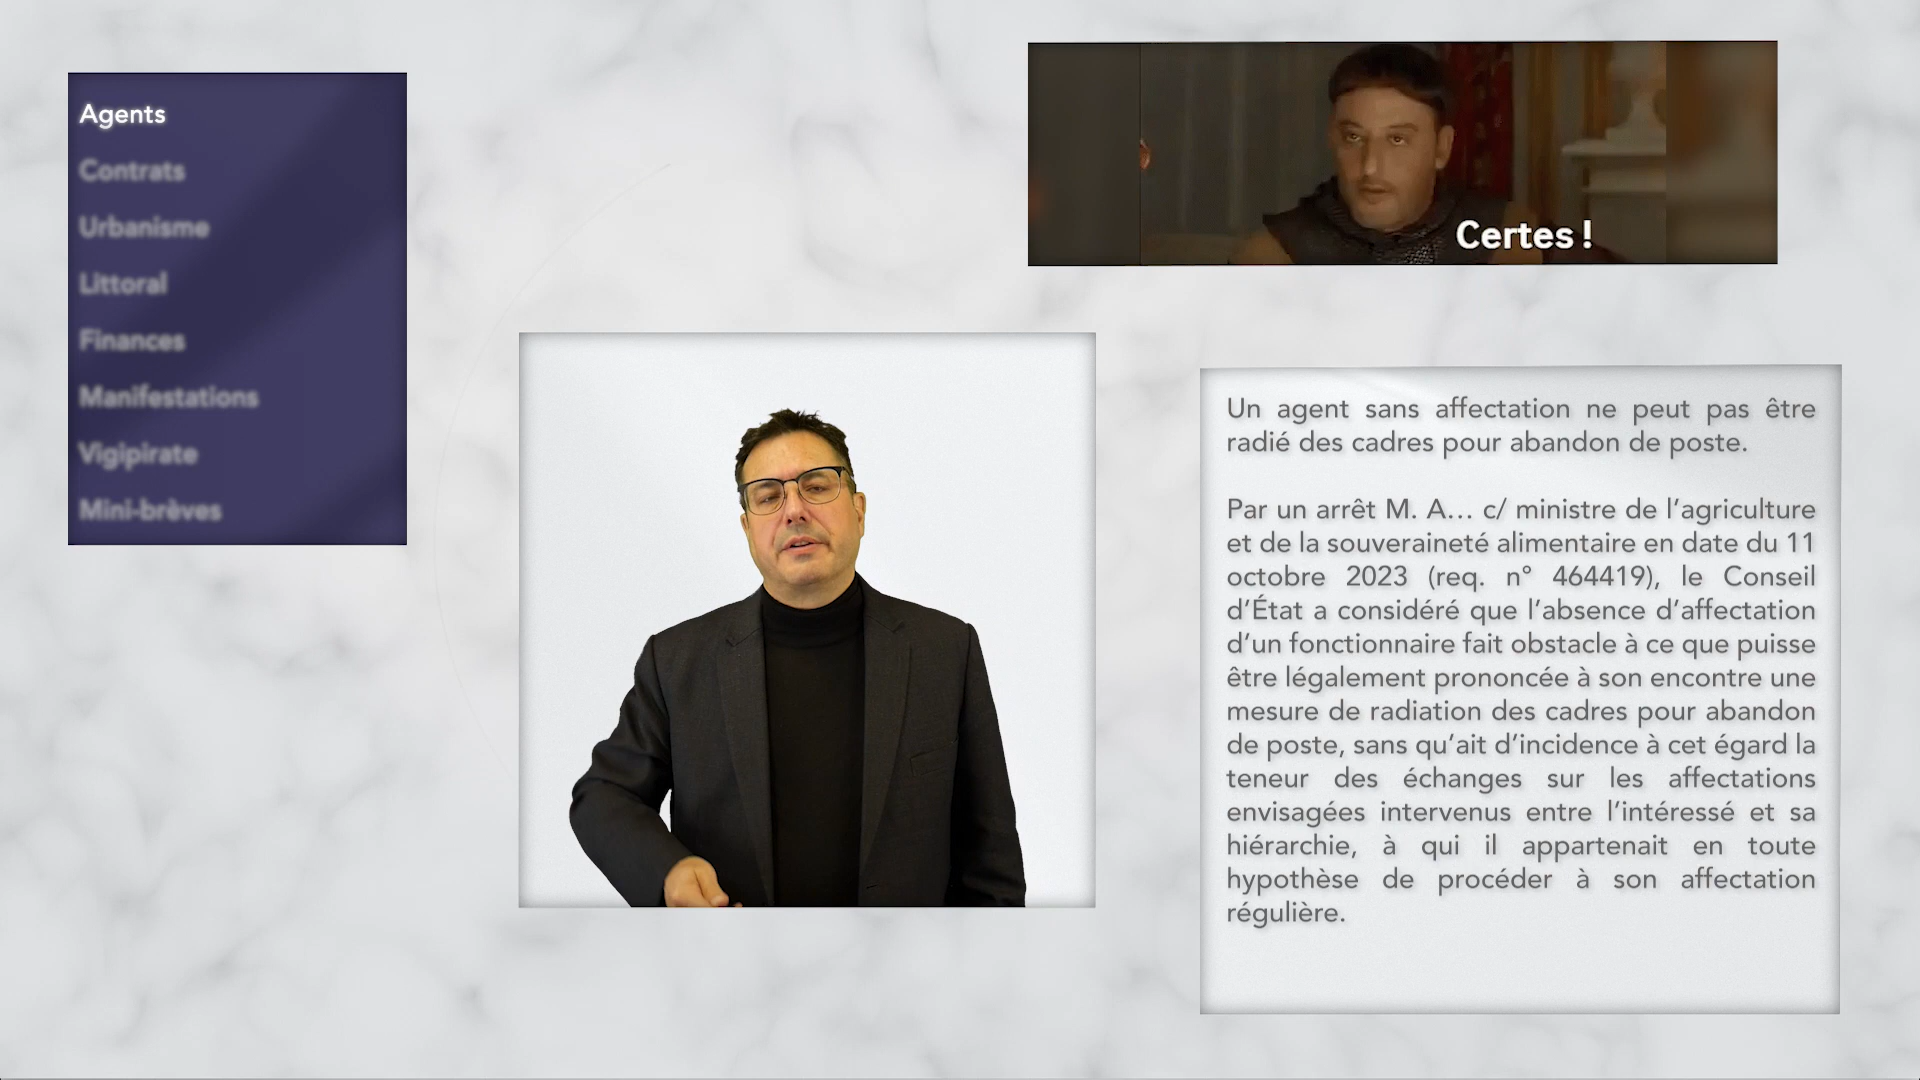 Agents
Contrats
Urbanisme
Littoral
Finances
Manifestations
Vigipirate
Mini-brèves
Certes !
Un agent sans affectation ne peut pas être
radié des cadres pour abandon de poste.
Par un arrêt M. A… c/ ministre de l’agriculture
et de la souveraineté alimentaire en date du 11
octobre 2023 (req. n° 464419), le Conseil
d’État a considéré que l’absence d’affectation
d’un fonctionnaire fait obstacle à ce que puisse
être légalement prononcée à son encontre une
mesure de radiation des cadres pour abandon
de poste, sans qu’ait d’incidence à cet égard la
teneur des échanges sur les affectations
envisagées intervenus entre l’intéressé et sa
hiérarchie, à qui il appartenait en toute
hypothèse de procéder à son affectation
régulière.